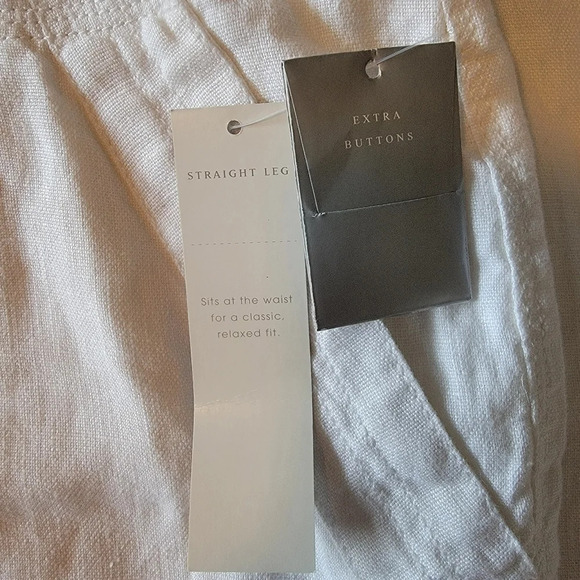 STRAIGHT LEG
Sits at the waist
for a classic,
relaxed fit.
EXTRA
BUTTONS